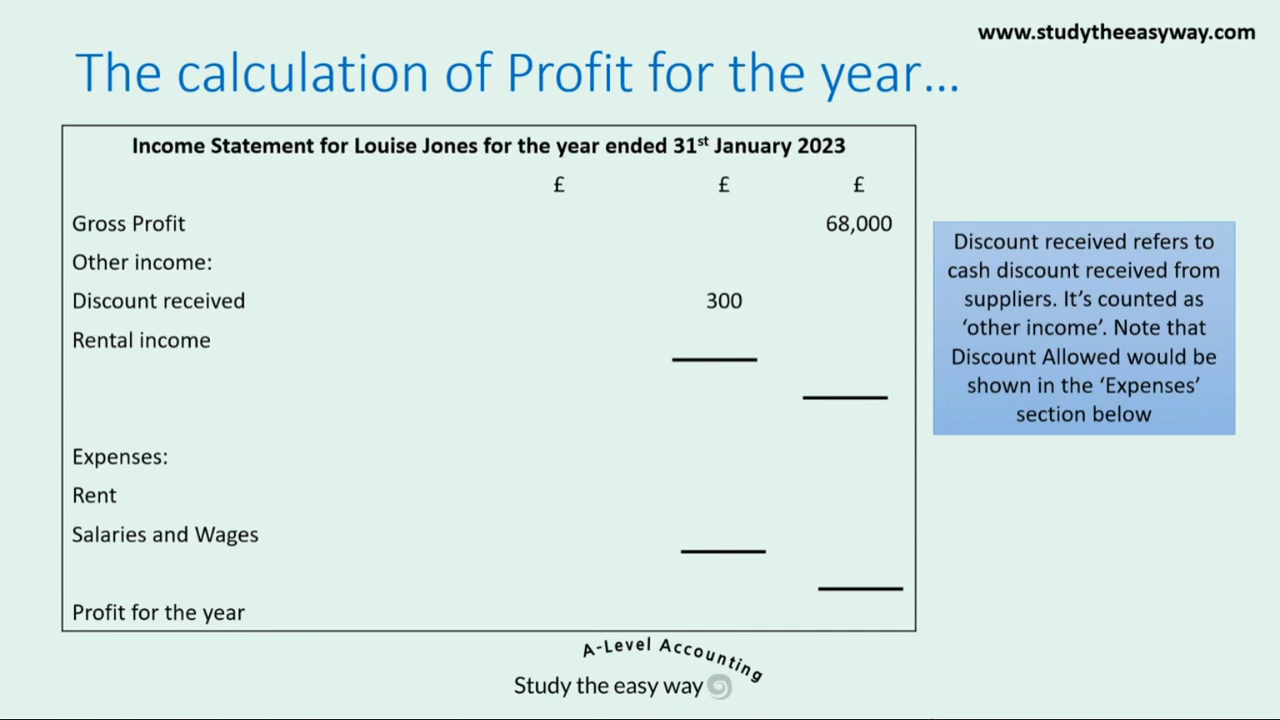 www.studytheeasyway.com
The calculation of Profit for the year...
Income Statement for Louise Jones for the year ended 31st January 2023
£ £ £
Gross Profit 68,000
Other income:
Discount received 300
Rental income
Expenses:
Rent
Salaries and Wages
Profit for the year
Discount received refers to
cash discount received from
suppliers. It’s counted as
‘other income’. Note that
Discount Allowed would be
shown in the ‘Expenses’
section below
A-Level Accounting
Study the easy way